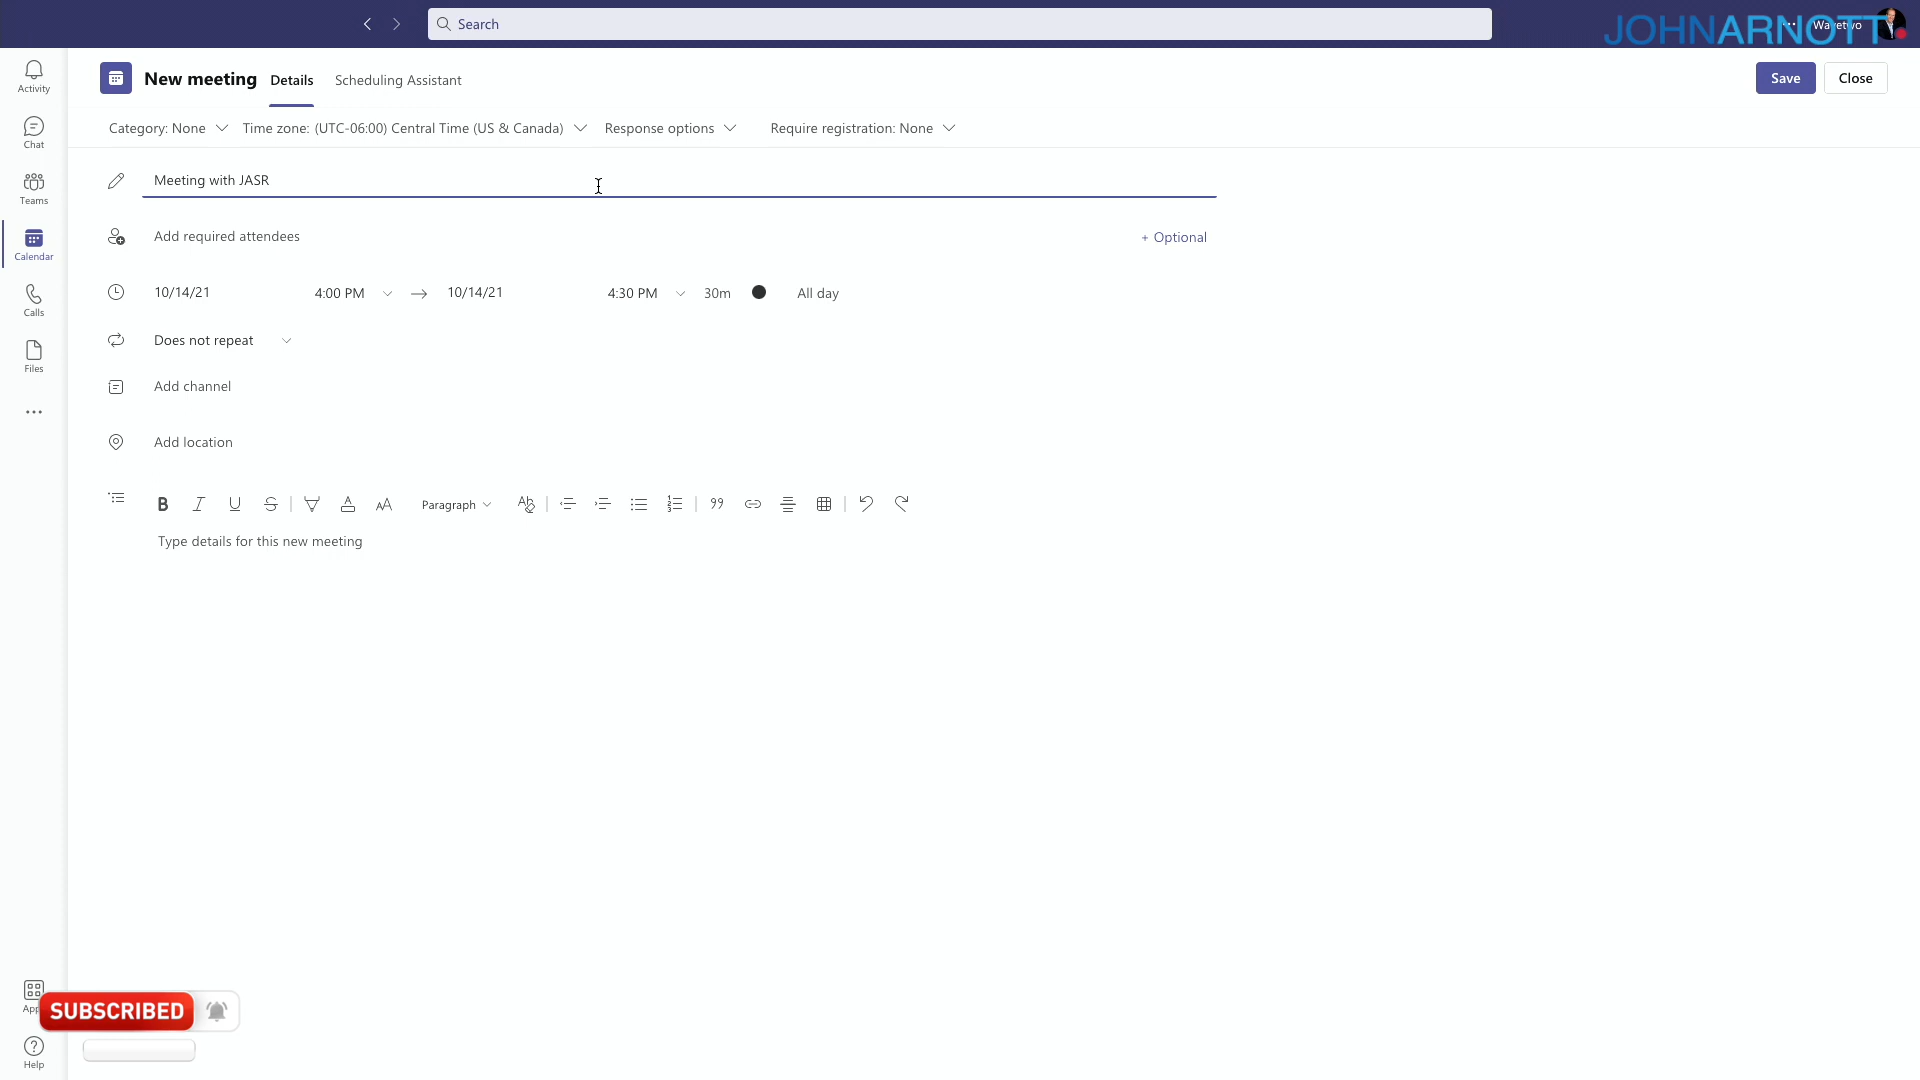 Search
JOHNARNOTT
Activity
Chat
Teams
Calendar
Calls
Files
Help
New meeting Details Scheduling Assistant
Save Close
Category: None Time zone: (UTC-06:00) Central Time (US & Canada) Response options Require registration: None
Meeting with JASR
Add required attendees
+ Optional
10/14/21 4:00 PM → 10/14/21 4:30 PM 30m All day
Does not repeat
Add channel
Add location
B I U S Paragraph
Type details for this new meeting
SUBSCRIBED